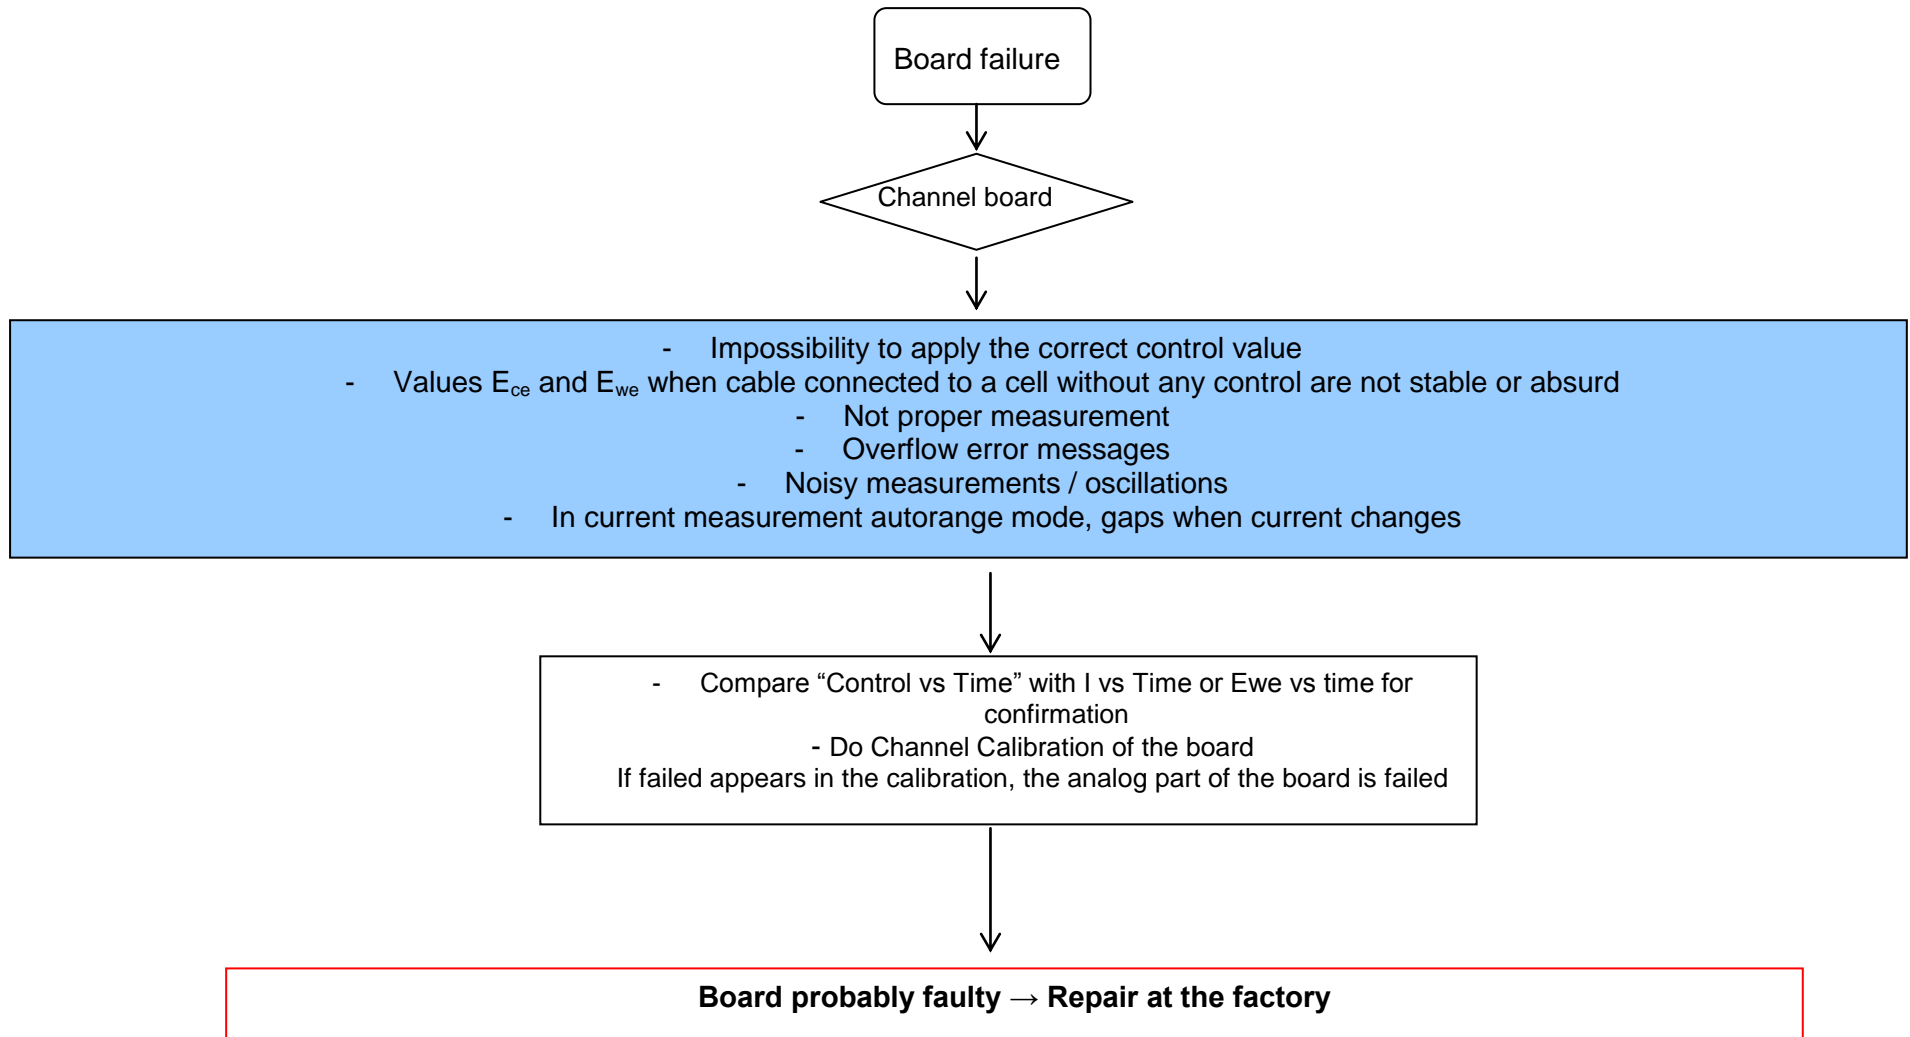 Board failure
Channel board
- Impossibility to apply the correct control value
- Values Ece and Ewe when cable connected to a cell without any control are not stable or absurd
- Not proper measurement
- Overflow error messages
- Noisy measurements / oscillations
- In current measurement autorange mode, gaps when current changes
- Compare “Control vs Time” with I vs Time or Ewe vs time for
confirmation
- Do Channel Calibration of the board
If failed appears in the calibration, the analog part of the board is failed
Board probably faulty → Repair at the factory